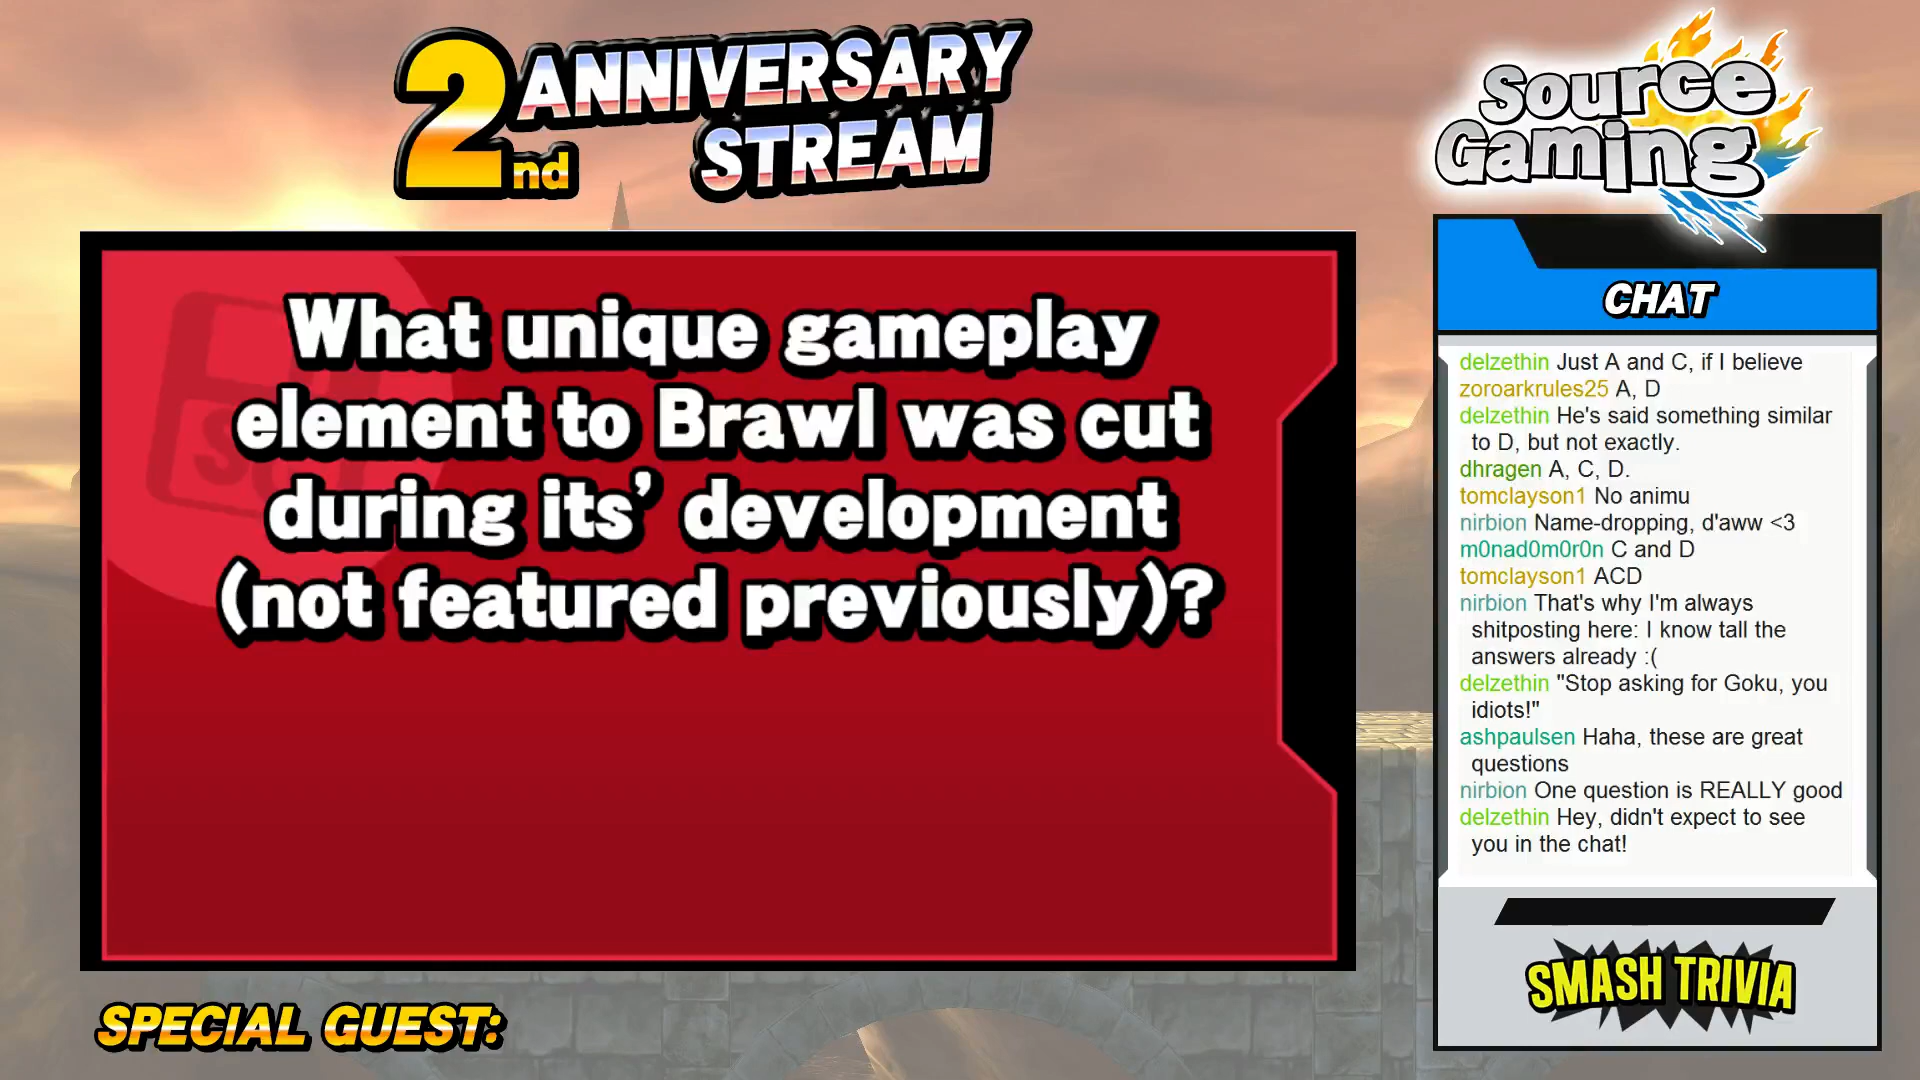 2nd ANNIVERSARY
STREAM
Source
Gaming
What unique gameplay
element to Brawl was cut
during its’ development
(not featured previously)?
CHAT
delzethin Just A and C, if I believe
zoroarkrules25 A, D
delzethin He's said something similar
to D, but not exactly.
dhragen A, C, D.
tomclayson1 No animu
nirbion Name-dropping, d'aww <3
m0nad0m0r0n C and D
tomclayson1 ACD
nirbion That's why I'm always
shitposting here: I know tall the
answers already :(
delzethin "Stop asking for Goku, you
idiots!"
ashpaulsen Haha, these are great
questions
nirbion One question is REALLY good
delzethin Hey, didn't expect to see
you in the chat!
SMASH TRIVIA
SPECIAL GUEST: